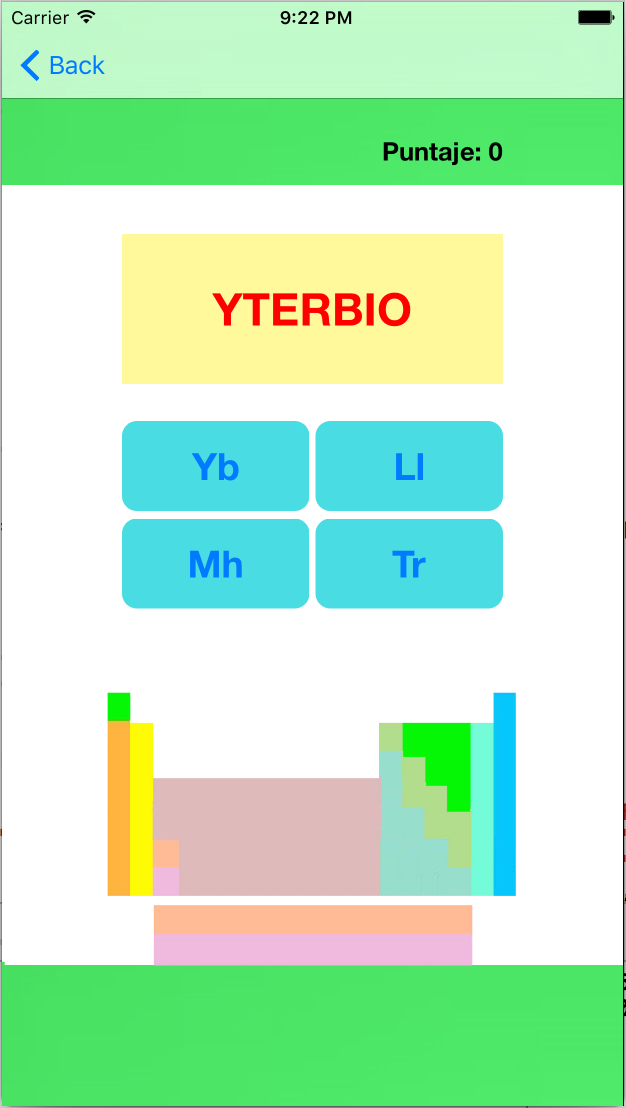 Carrier 9:22 PM
Back
Puntaje: 0
YTERBIO
Yb Ll
Mh Tr